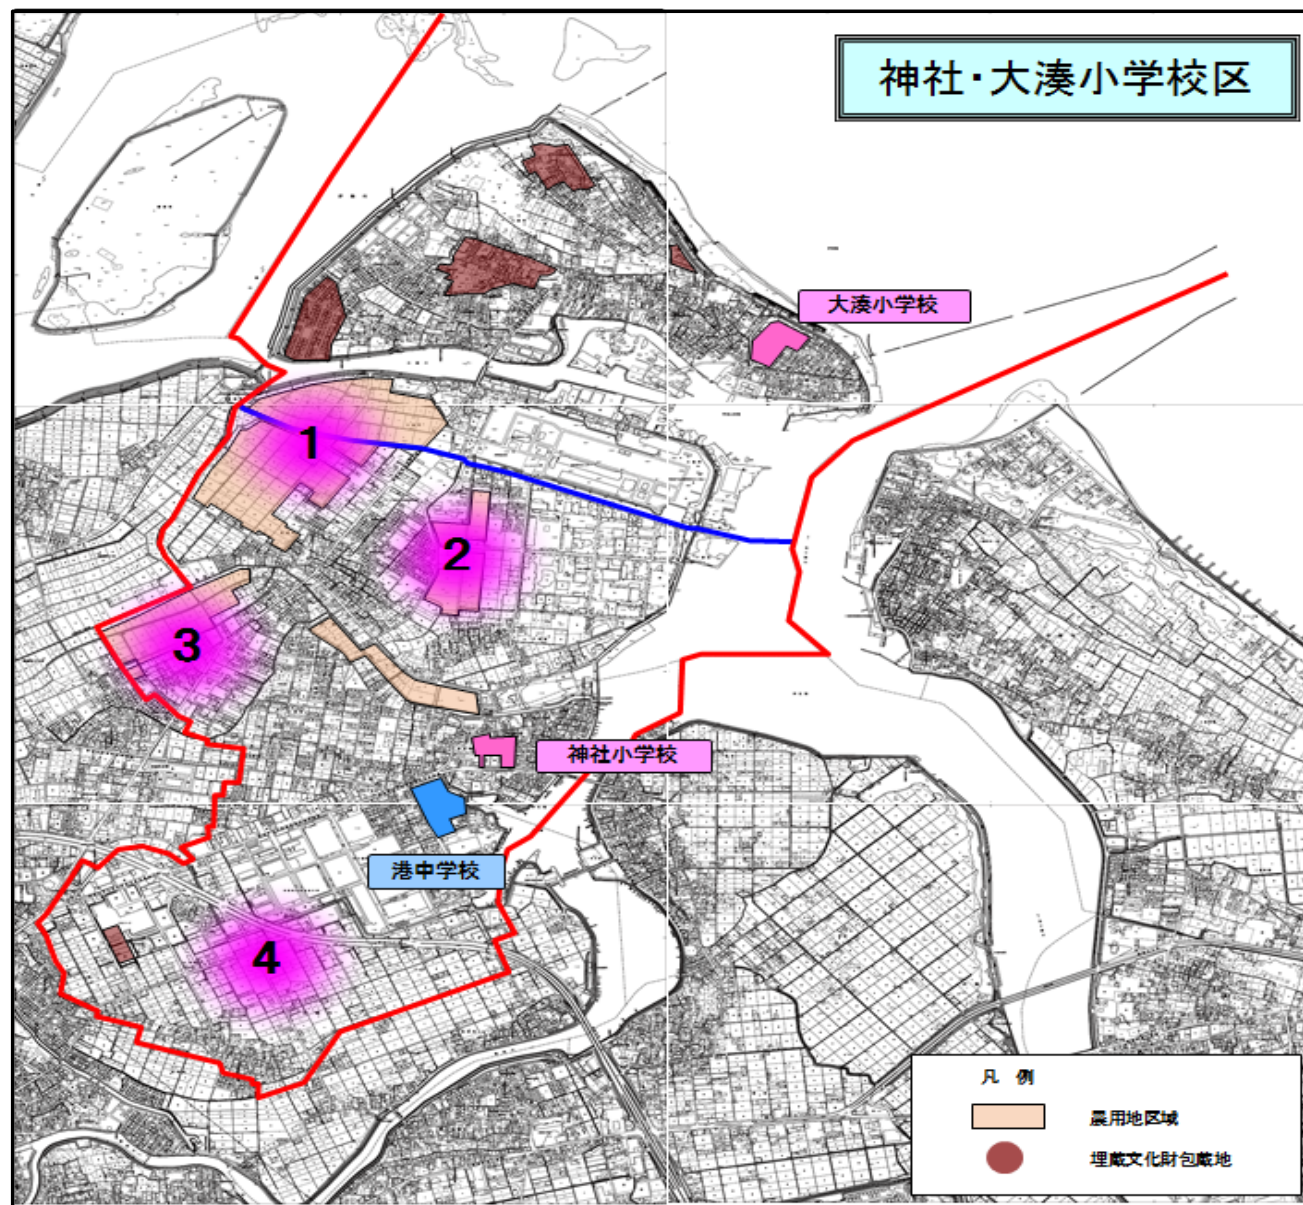 神社・大湊小学校区
大湊小学校
1
2
3
神社小学校
港中学校
4
凡 例
農用地区域
埋蔵文化財包蔵地